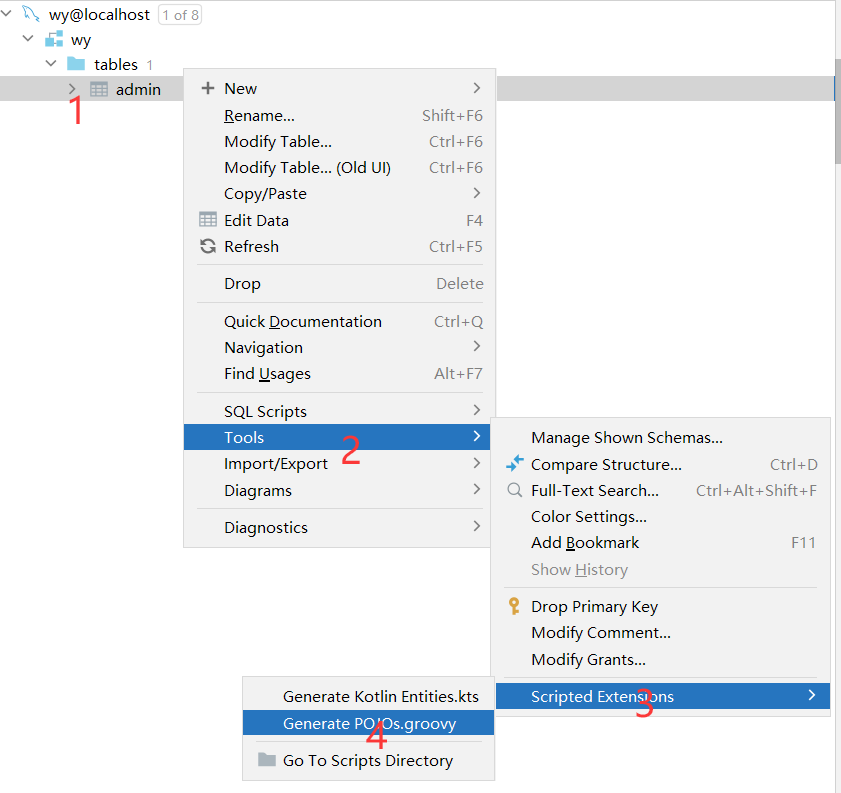 wy@localhost 1 of 8
wy
tables 1
admin
1
New
Rename... Shift+F6
Modify Table... Ctrl+F6
Modify Table... (Old UI) Ctrl+F6
Copy/Paste
Edit Data F4
Refresh Ctrl+F5
Drop Delete
Quick Documentation Ctrl+Q
Navigation
Find Usages Alt+F7
SQL Scripts
Tools
2
Import/Export
Diagrams
Diagnostics
Manage Shown Schemas...
Compare Structure... Ctrl+D
Full-Text Search... Ctrl+Alt+Shift+F
Color Settings...
Add Bookmark F11
Show History
Drop Primary Key
Modify Comment...
Modify Grants...
Scripted Extensions
3
Generate Kotlin Entities.kts
Generate POJOs.groovy
4
Go To Scripts Directory